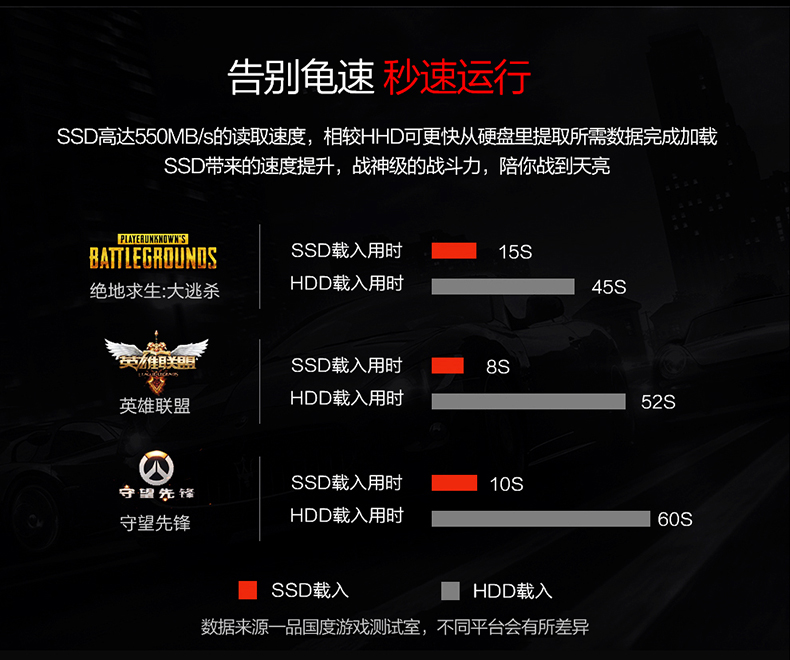 告别龟速 秒速运行
SSD高达550MB/s的读取速度，相较HHD可更快从硬盘里提取所需数据完成加载
SSD带来的速度提升，战神级的战斗力，陪你战到天亮
PLAYERUNKNOWN'S
BATTLEGROUNDS
绝地求生:大逃杀
SSD载入用时 15S
HDD载入用时 45S
英雄联盟
英雄联盟
SSD载入用时 8S
HDD载入用时 52S
守望先锋
守望先锋
SSD载入用时 10S
HDD载入用时 60S
SSD载入 HDD载入
数据来源一品国度游戏测试室，不同平台会有所差异